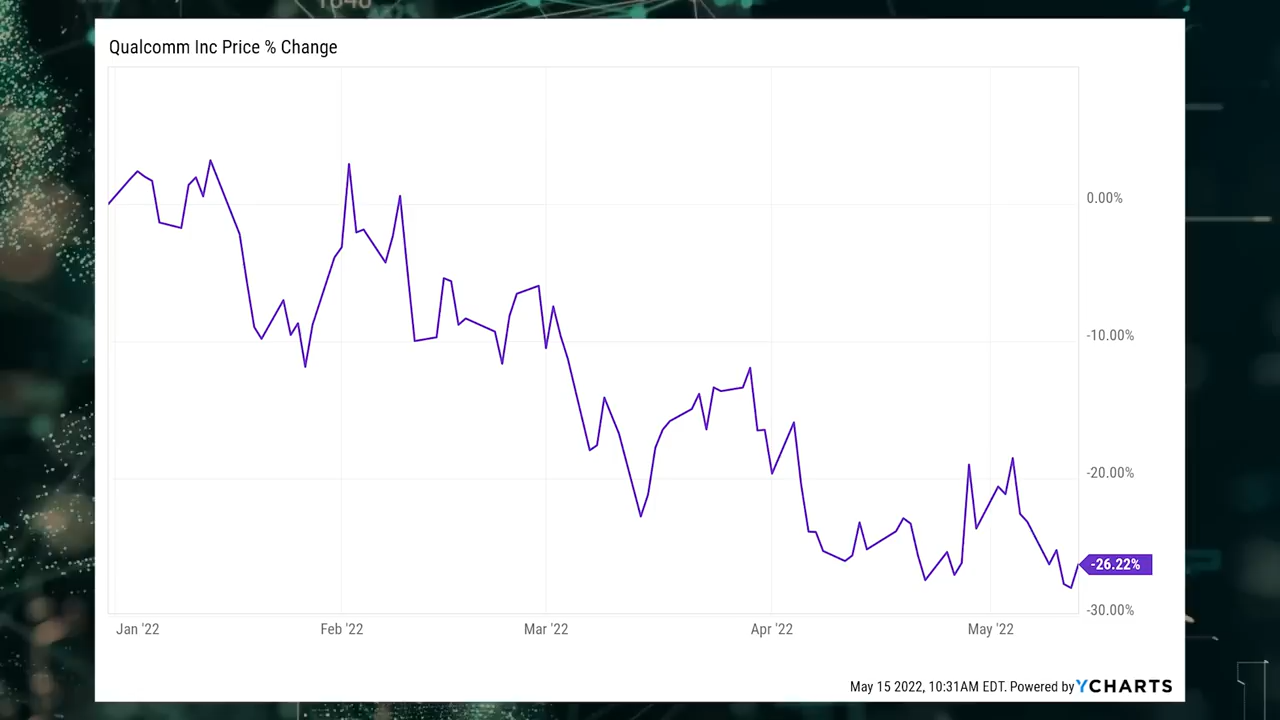 Qualcomm Inc Price % Change
0.00%
-10.00%
-20.00%
-26.22%
-30.00%
Jan '22 Feb '22 Mar '22 Apr '22 May '22
May 15 2022, 10:31AM EDT. Powered by YCHARTS